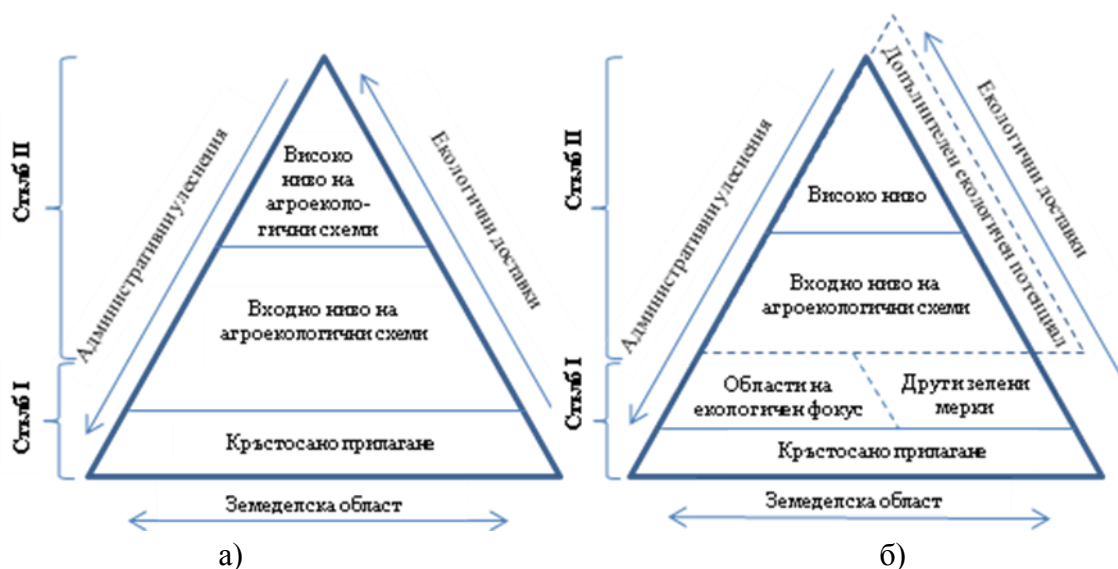 Стълб II
Стълб I
Административни улеснения
Екологични доставки
Високо
ниво на
агроеколо-
гични схеми
Входно ниво на
агроекологични схеми
Кръстосано прилагане
Земеделска област
а)
Стълб II
Стълб I
Административни улеснения
Допълнителен екологичен потенциал
Екологични доставки
Високо ниво
Входно ниво на
агроекологични схеми
Области на
екологичен фокус
Други зелени
мерки
Кръстосано прилагане
Земеделска област
б)